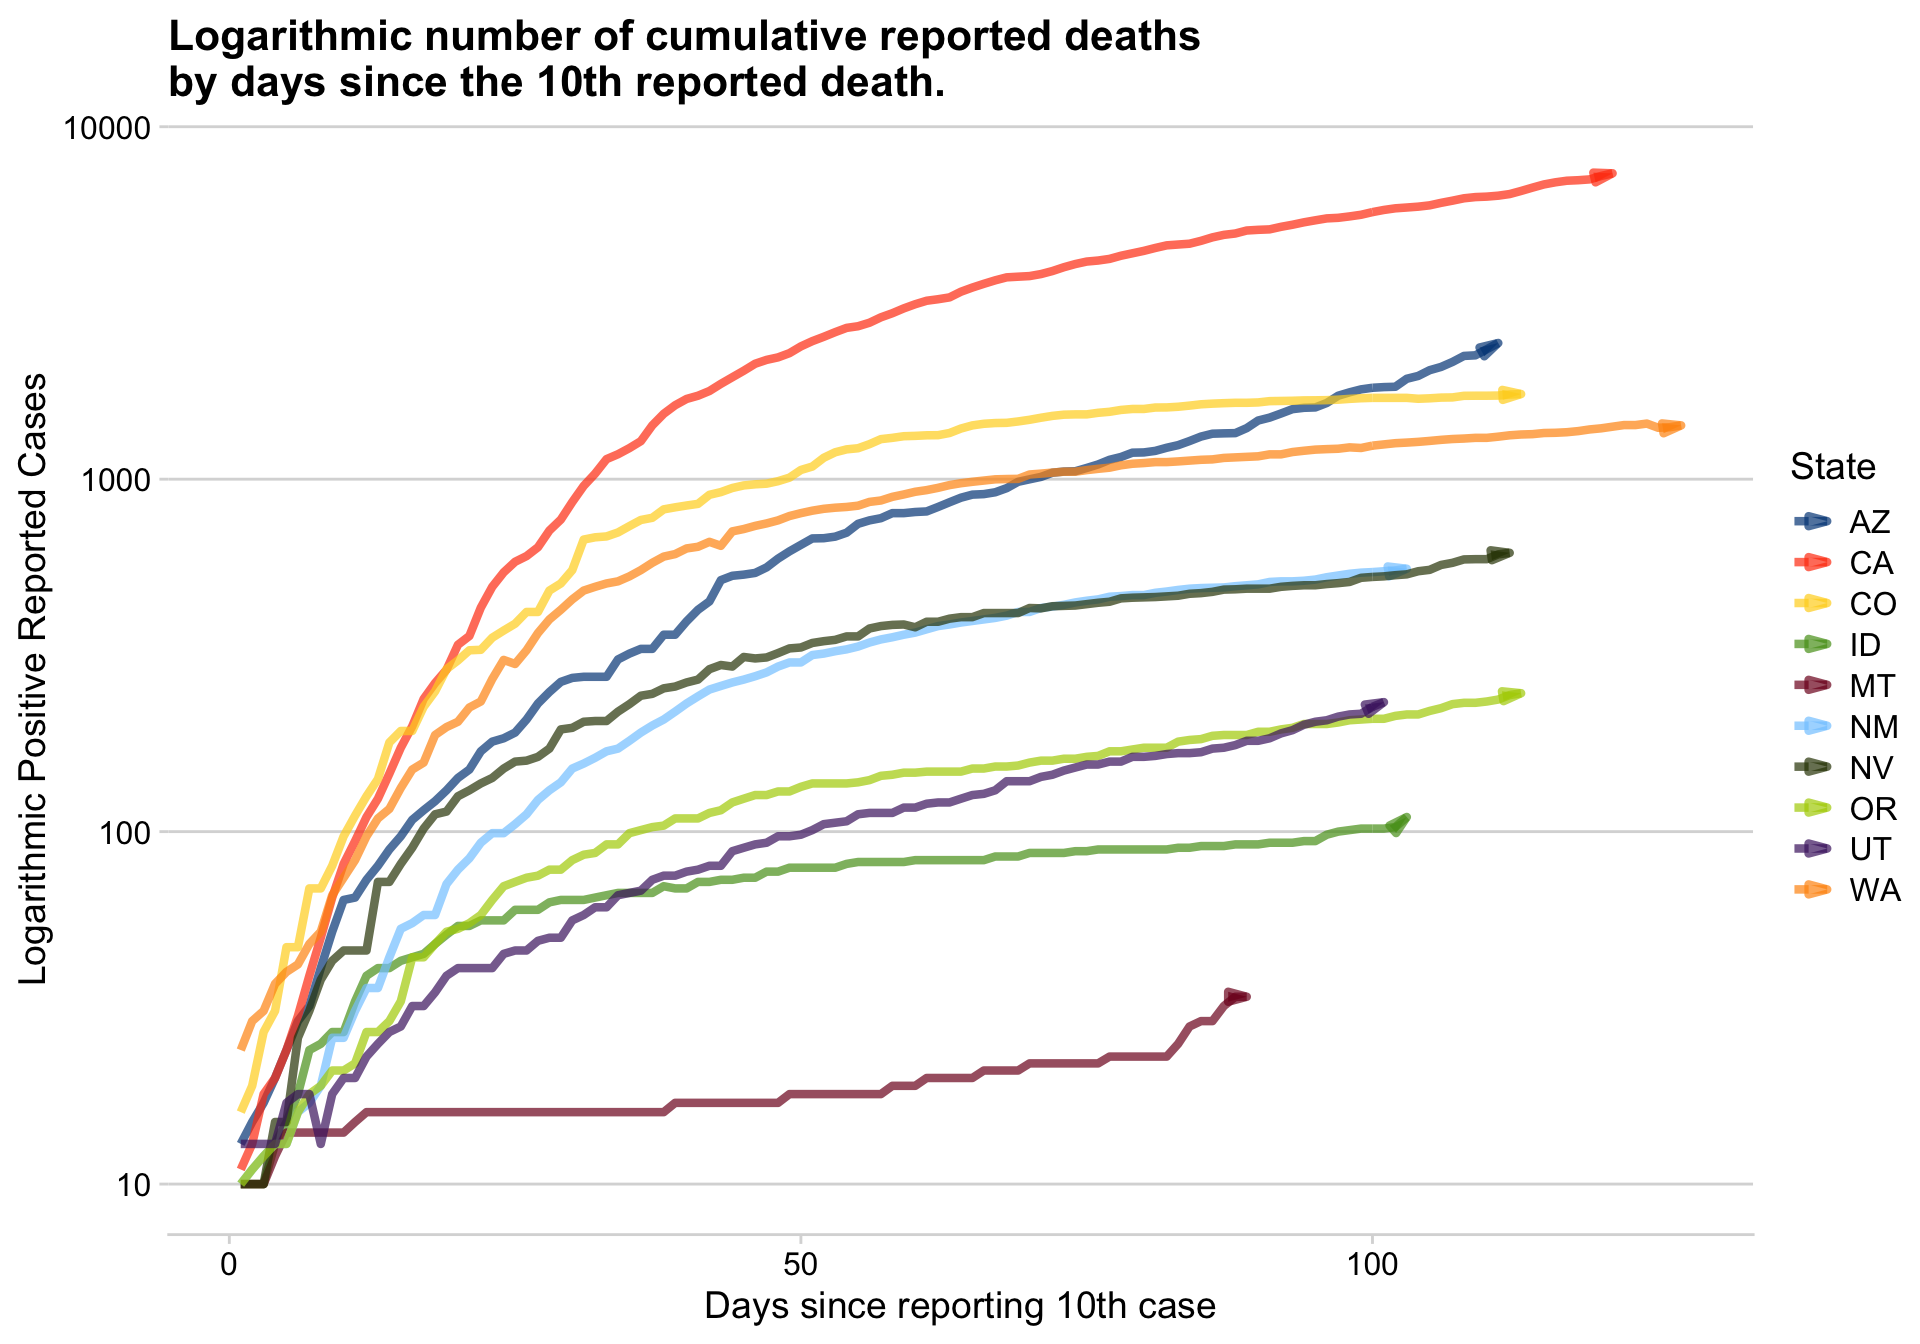 Logarithmic number of cumulative reported deaths
by days since the 10th reported death.
Logarithmic Positive Reported Cases
10000
1000
100
10
0
50
100
Days since reporting 10th case
State
AZ
CA
CO
ID
MT
NM
NV
OR
UT
WA